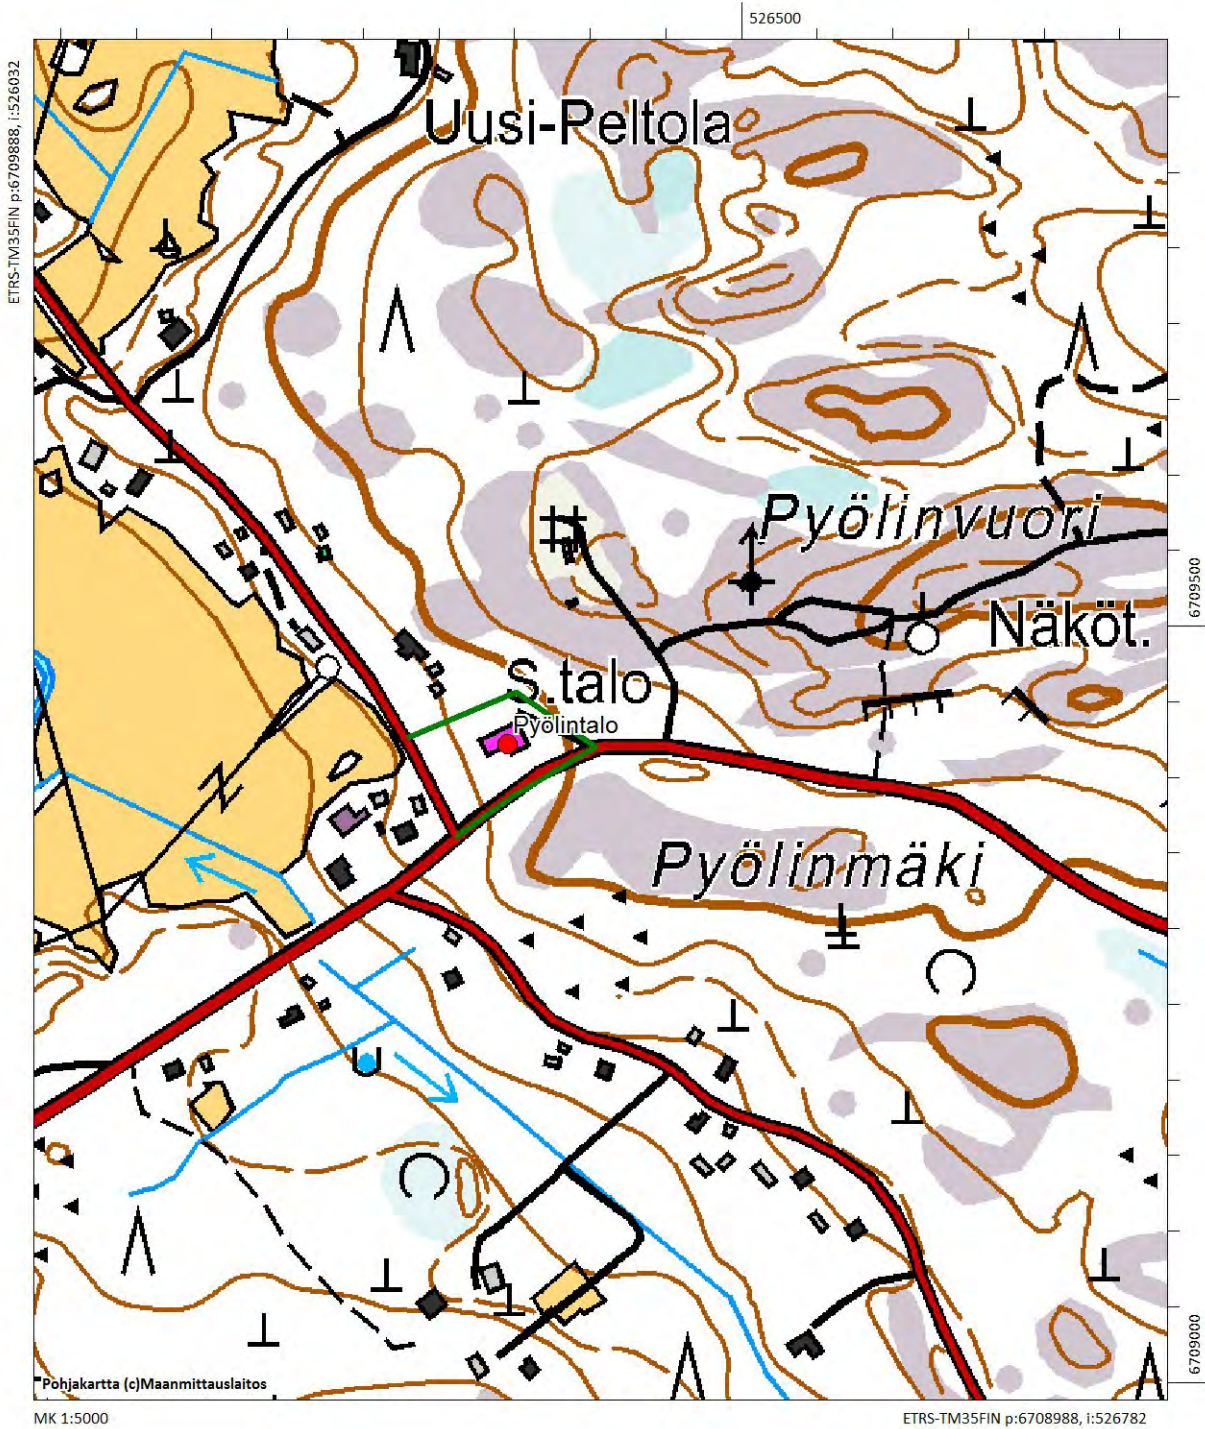 526500
ETRS-TM35FIN p:6709888, i:526032
Uusi-Peltola
Pyölinvuori
6709500
Näköt.
S.talo
Pyölintalo
Pyölinmäki
6709000
Pohjakartta (c)Maanmittauslaitos
MK 1:5000
ETRS-TM35FIN p:6708988, i:526782